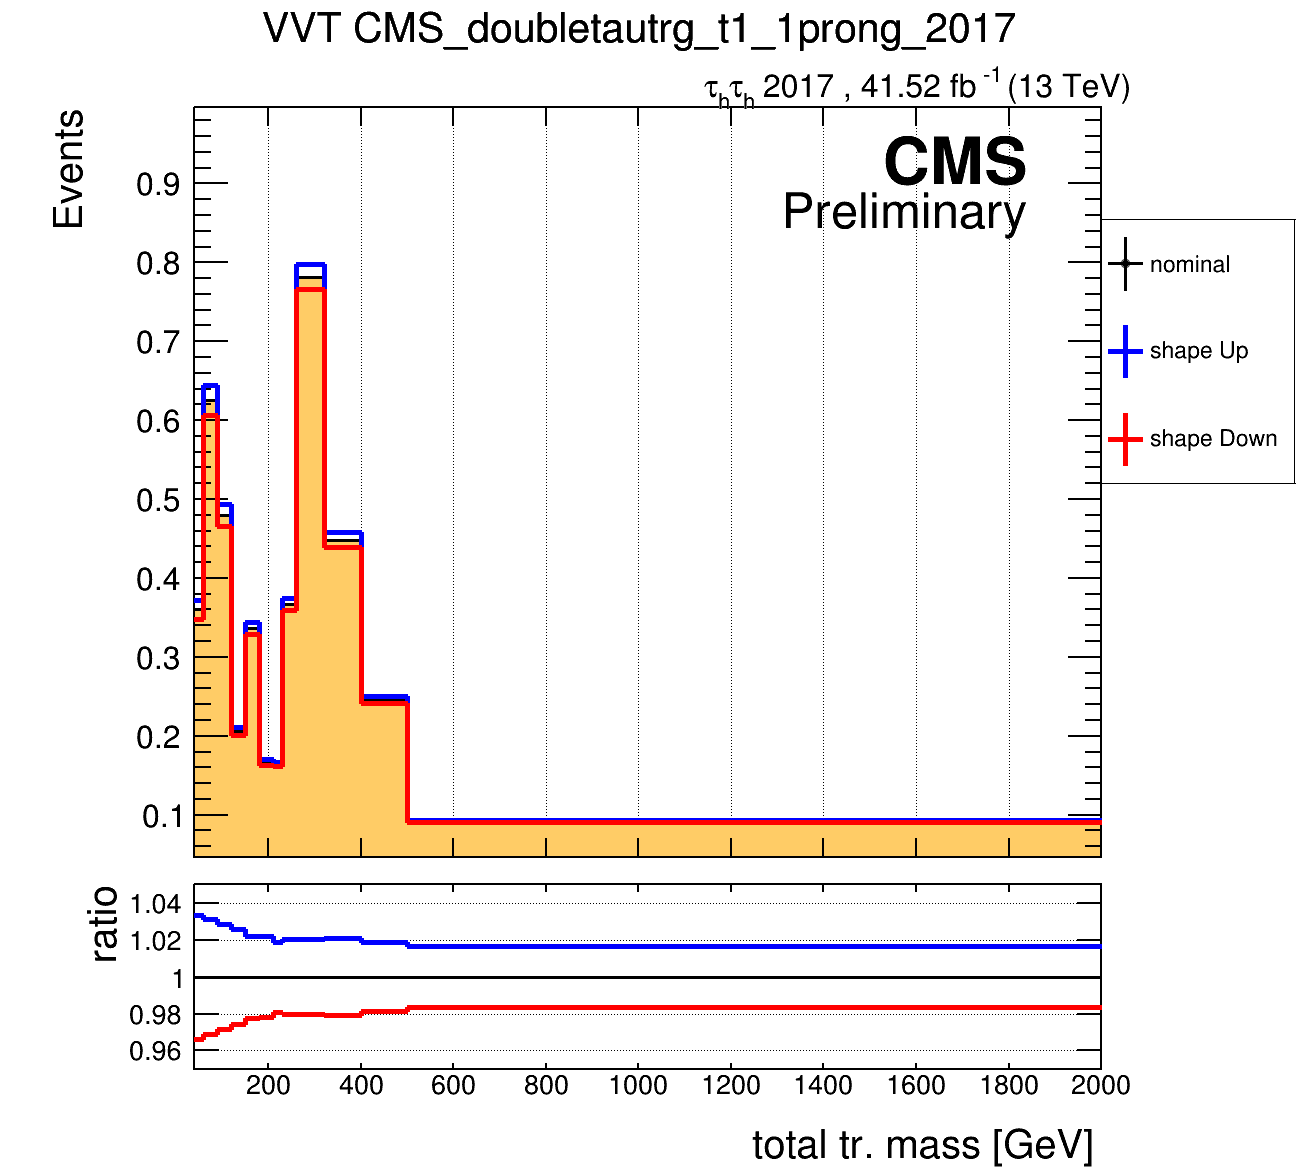 VVT CMS_doubletautrg_t1_1prong_2017
τhτh 2017 , 41.52 fb-1 (13 TeV)
Events
CMS
Preliminary
0.9
0.8
0.7
0.6
0.5
0.4
0.3
0.2
0.1
nominal
shape Up
shape Down
ratio
1.04
1.02
1
0.98
0.96
200 400 600 800 1000 1200 1400 1600 1800 2000
total tr. mass [GeV]